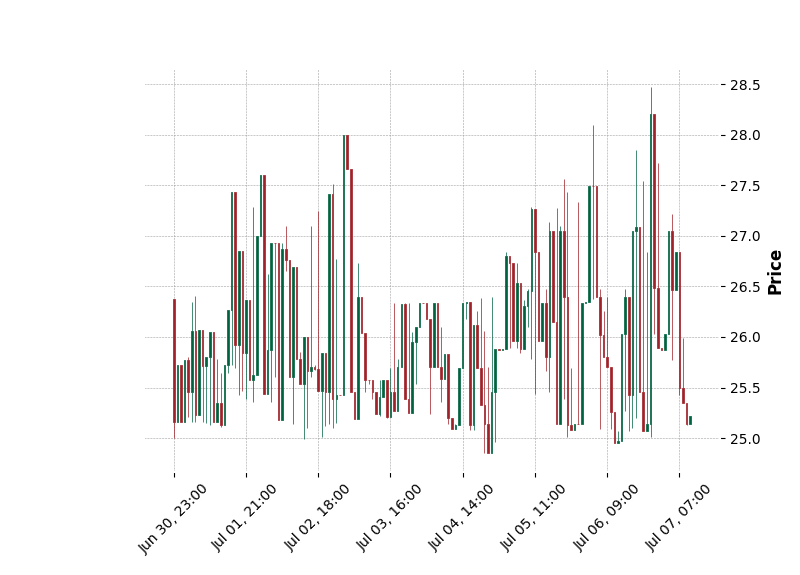 28.5
28.0
27.5
27.0
26.5
26.0
25.5
25.0
Price
Jun 30, 23:00
Jul 01, 21:00
Jul 02, 18:00
Jul 03, 16:00
Jul 04, 14:00
Jul 05, 11:00
Jul 06, 09:00
Jul 07, 07:00